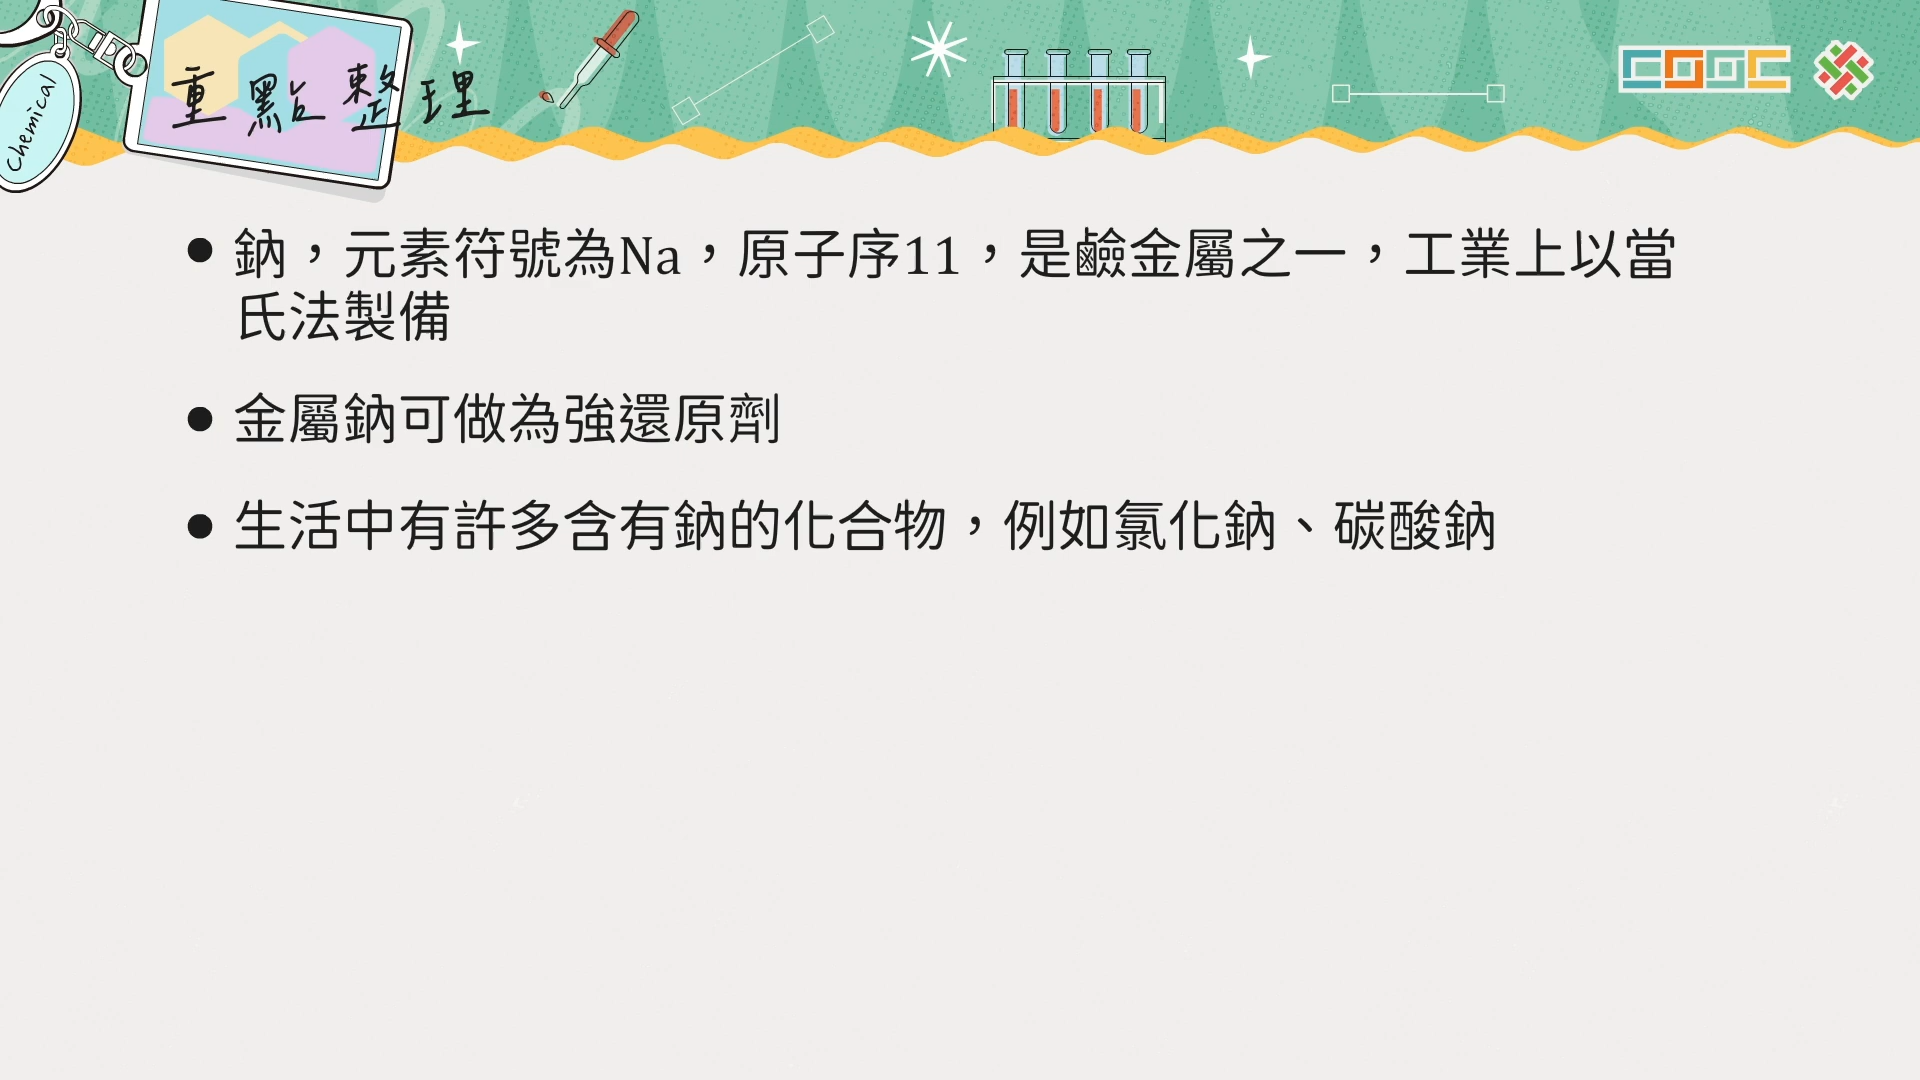 Chemical
重點整理
COOC
● 鈉，元素符號為Na，原子序11，是鹼金屬之一，工業上以當
氏法製備
● 金屬鈉可做為強還原劑
● 生活中有許多含有鈉的化合物，例如氯化鈉、碳酸鈉